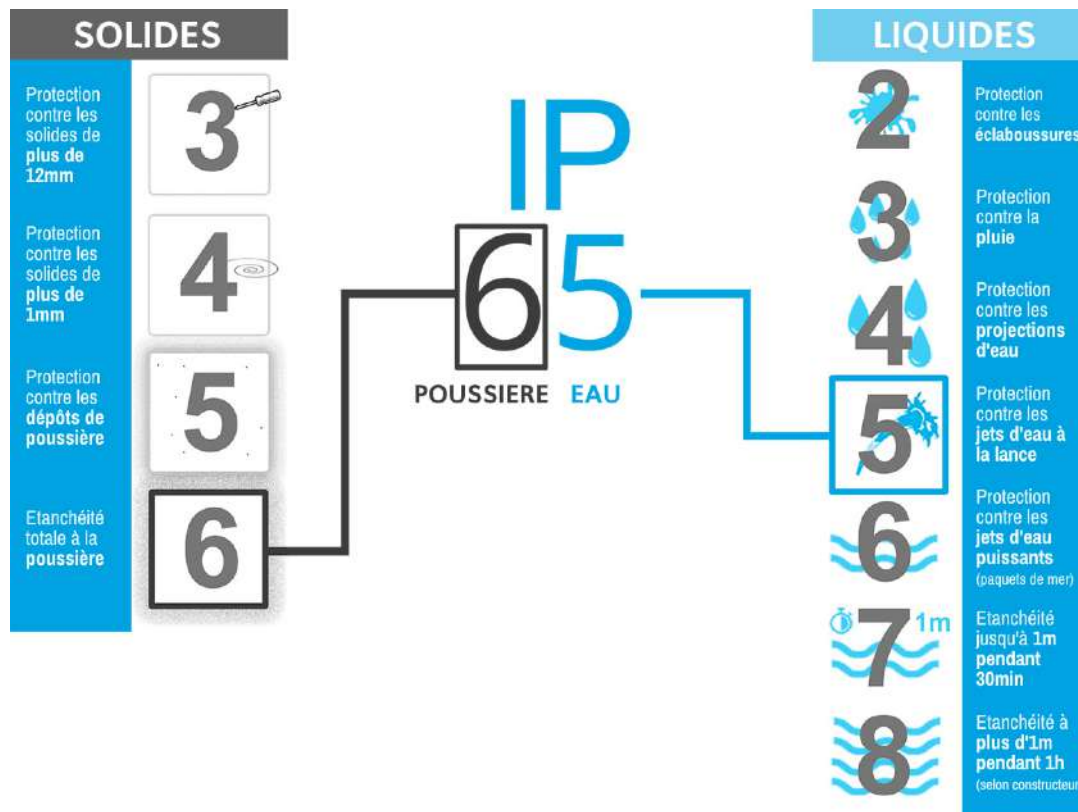 SOLIDES
Protection
contre les
solides de
plus de
12mm
3
Protection
contre les
solides de
plus de
1mm
4
Protection
contre les
dépôts de
poussière
5
Etanchéité
totale à la
poussière
6
IP
65
POUSSIERE EAU
LIQUIDES
2
Protection
contre les
éclaboussures
3
Protection
contre la
pluie
4
Protection
contre les
projections
d'eau
5
Protection
contre les
jets d'eau à
la lance
6
Protection
contre les
jets d'eau
puissants
(paquets de mer)
7
1m
Etanchéité
jusqu'à 1m
pendant
30min
8
Etanchéité à
plus d'1m
pendant 1h
(selon constructeur